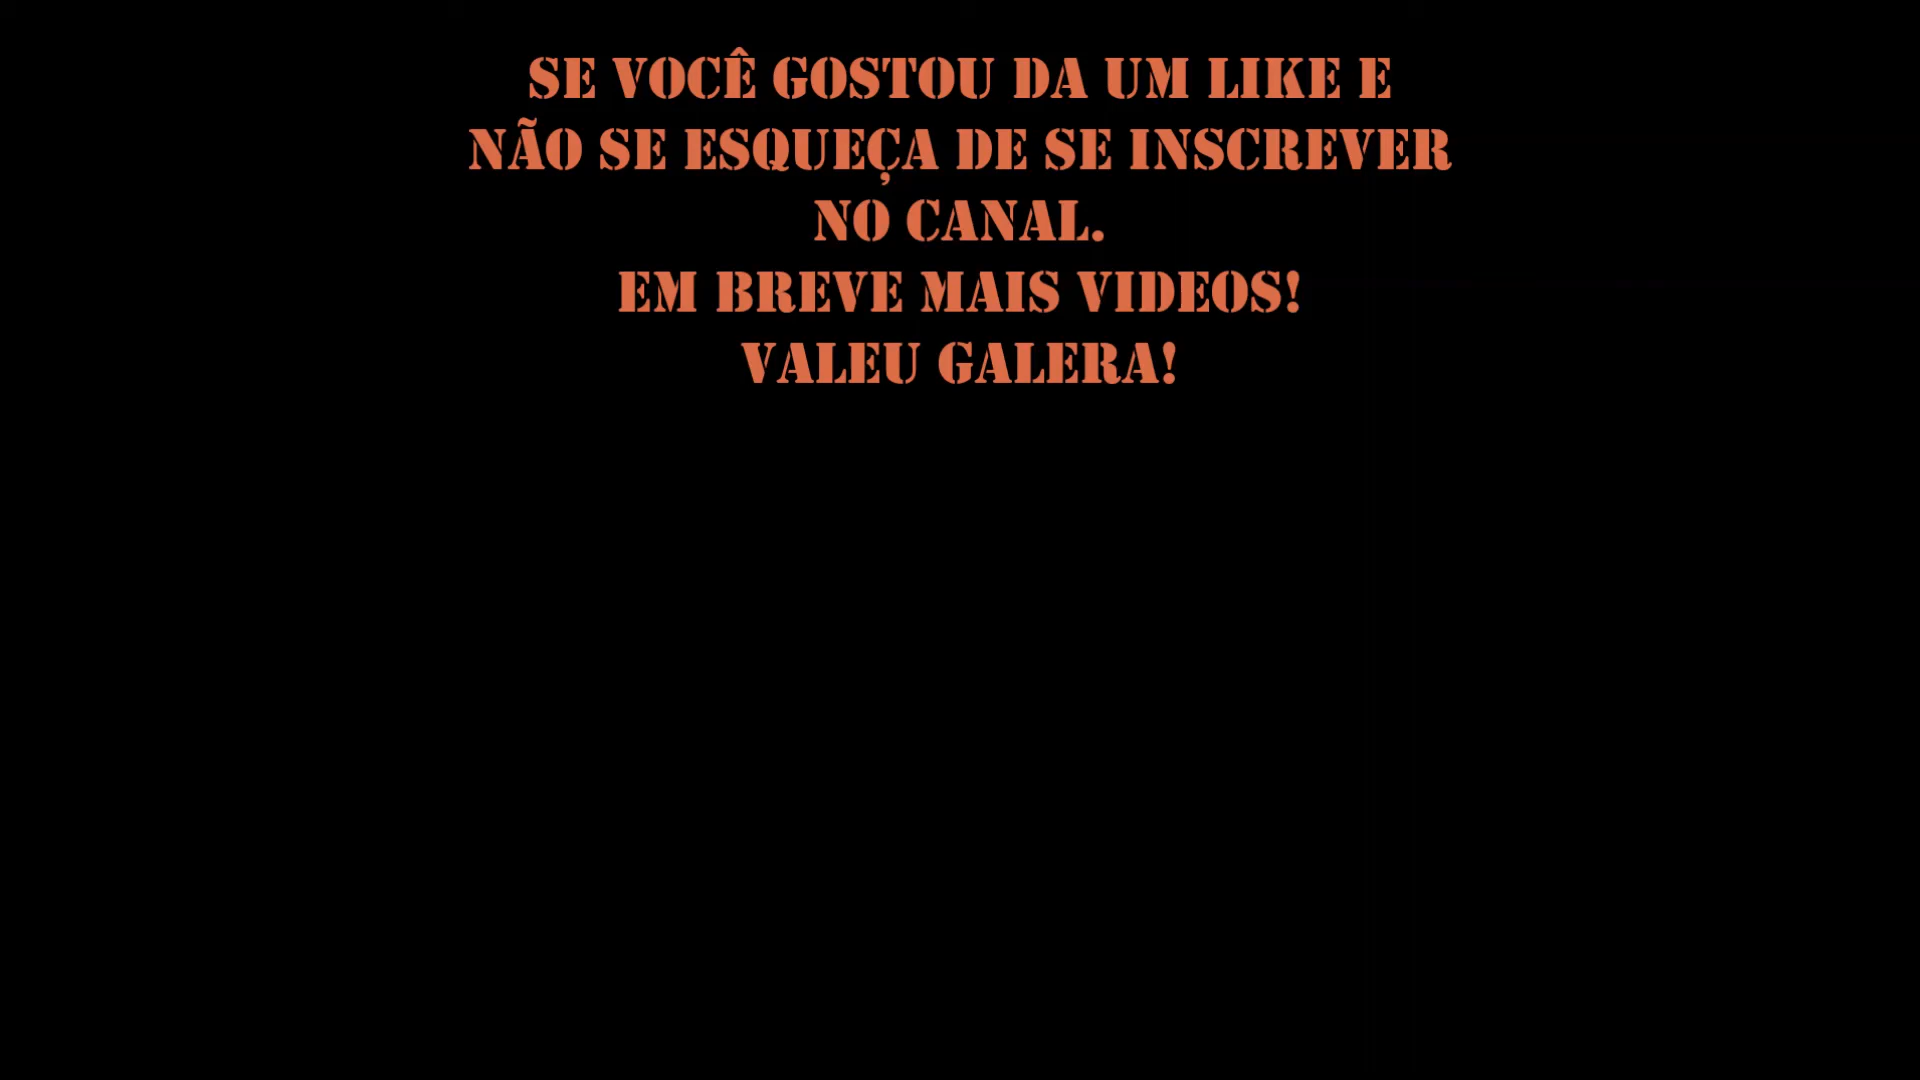 SE VOCÊ GOSTOU DA UM LIKE E
NÃO SE ESQUEÇA DE SE INSCREVER
NO CANAL.
EM BREVE MAIS VIDEOS!
VALEU GALERA!